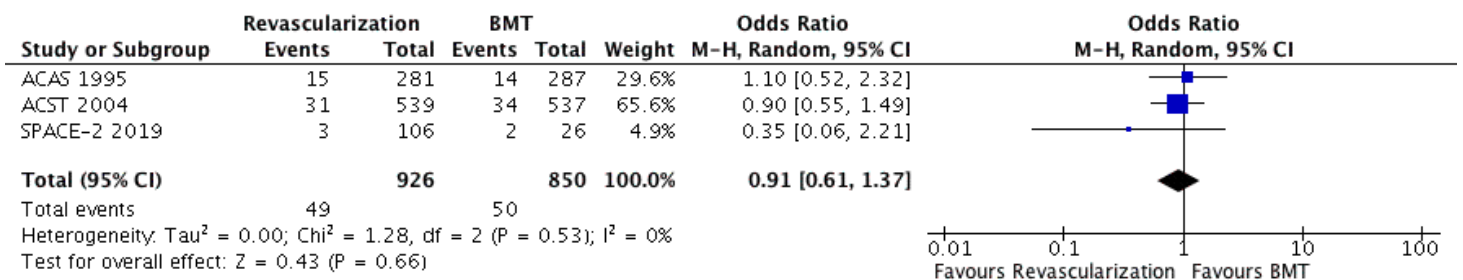 Revascularization BMT Odds Ratio Odds Ratio
Study or Subgroup Events Total Events Total Weight M-H, Random, 95% CI M-H, Random, 95% CI
ACAS 1995 15 281 14 287 29.6% 1.10 [0.52, 2.32]
ACST 2004 31 539 34 537 65.6% 0.90 [0.55, 1.49]
SPACE-2 2019 3 106 2 26 4.9% 0.35 [0.06, 2.21]
Total (95% CI) 926 850 100.0% 0.91 [0.61, 1.37]
Total events 49 50
Heterogeneity: Tau² = 0.00; Chi² = 1.28, df = 2 (P = 0.53); I² = 0%
Test for overall effect: Z = 0.43 (P = 0.66)
0.01 0.1 1 10 100
Favours Revascularization Favours BMT